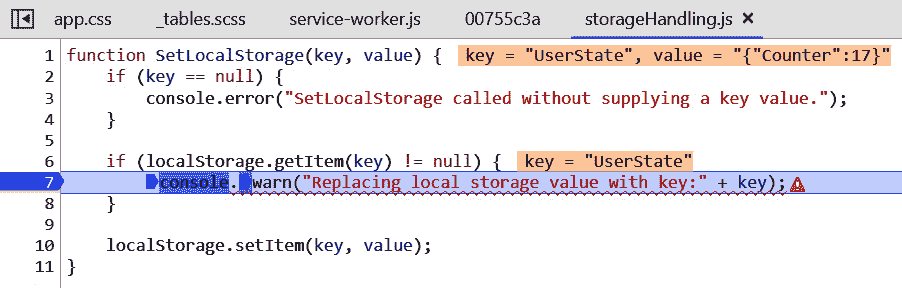 app.css _tables.scss service-worker.js 00755c3a storageHandling.js ×
1 function SetLocalStorage(key, value) { key = "UserState", value = "{"Counter":17}"
2 if (key == null) {
3 console.error("SetLocalStorage called without supplying a key value.");
4 }
5
6 if (localStorage.getItem(key) != null) { key = "UserState"
7 console.warn("Replacing local storage value with key:" + key);
8 }
9
10 localStorage.setItem(key, value);
11 }